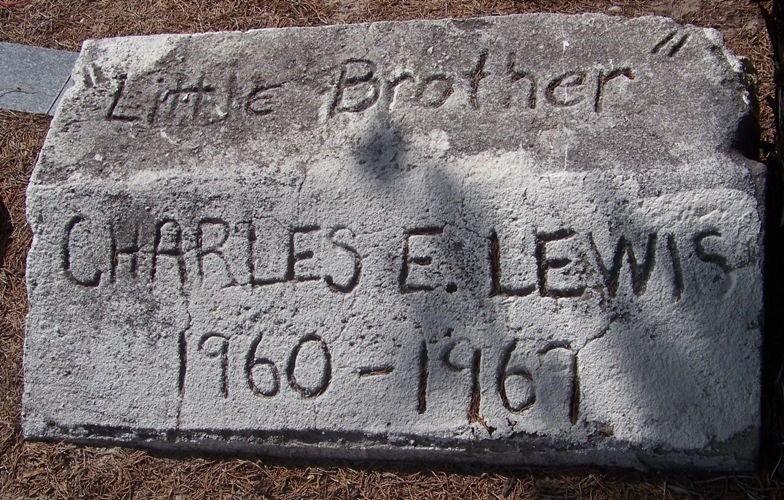 "Little Brother"
CHARLES E. LEWIS
1960-1967